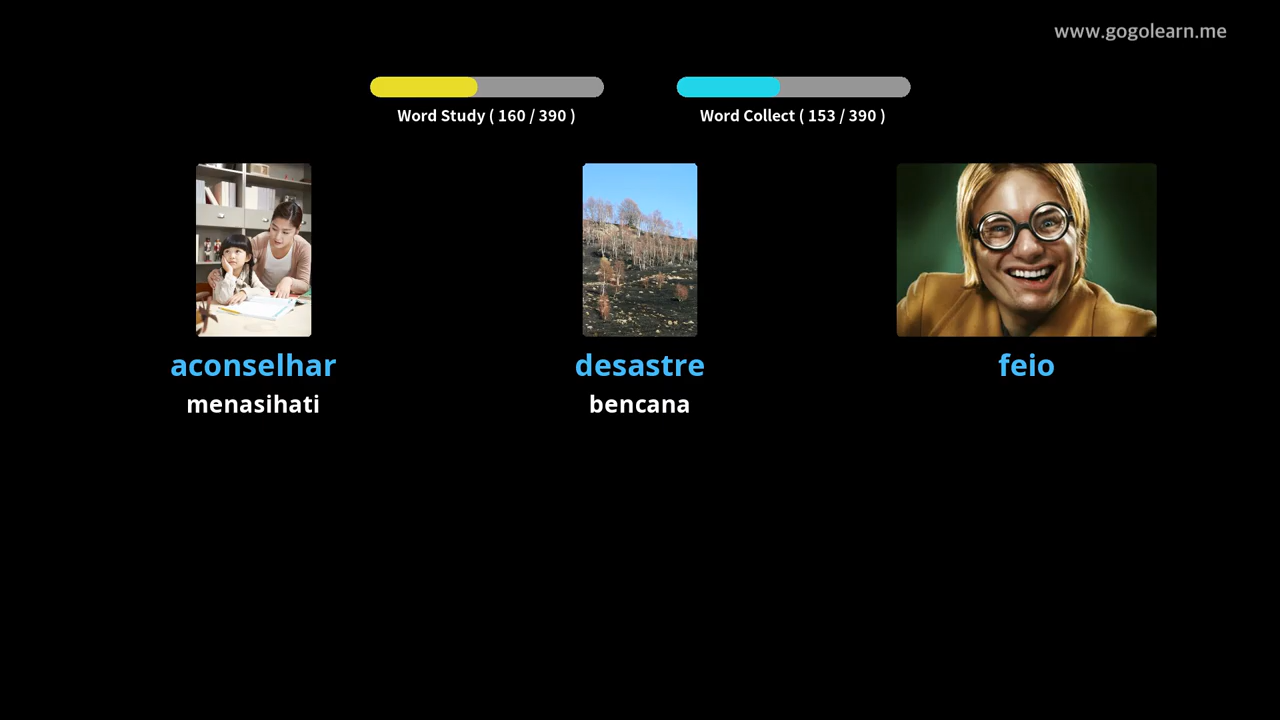 www.gogolearn.me
Word Study ( 160 / 390 )
Word Collect ( 153 / 390 )
aconselhar
menasihati
desastre
bencana
feio